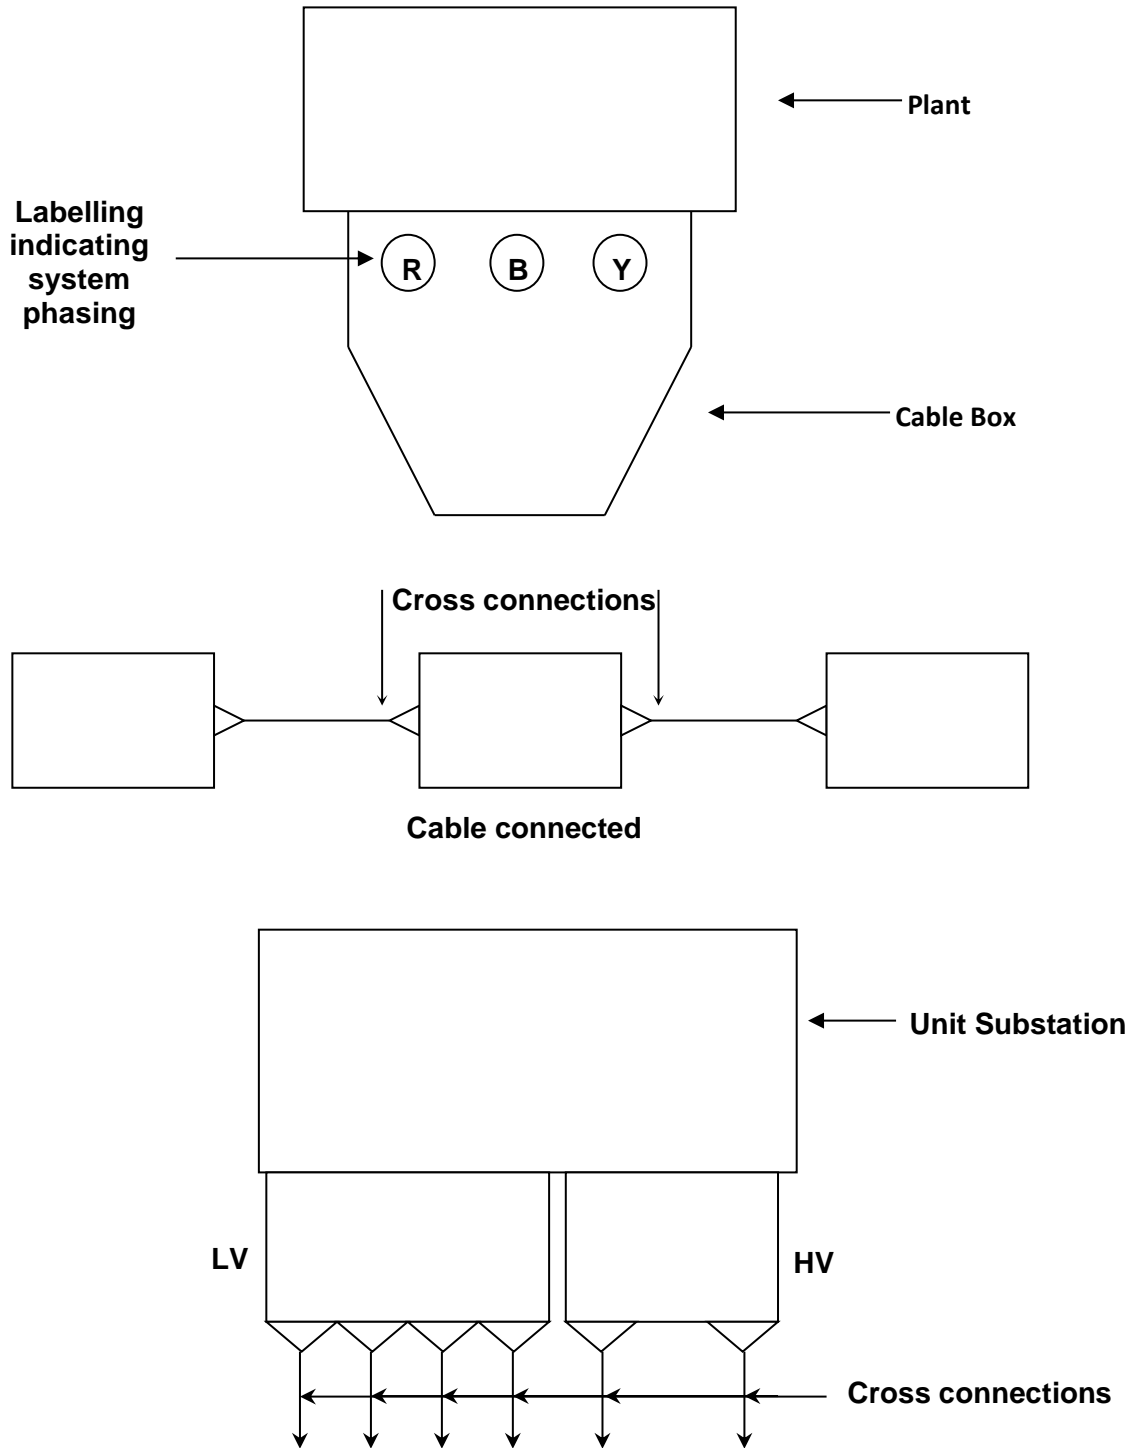 Plant
Labelling
indicating
system
phasing
R B Y
Cable Box
Cross connections
Cable connected
Unit Substation
LV
HV
Cross connections